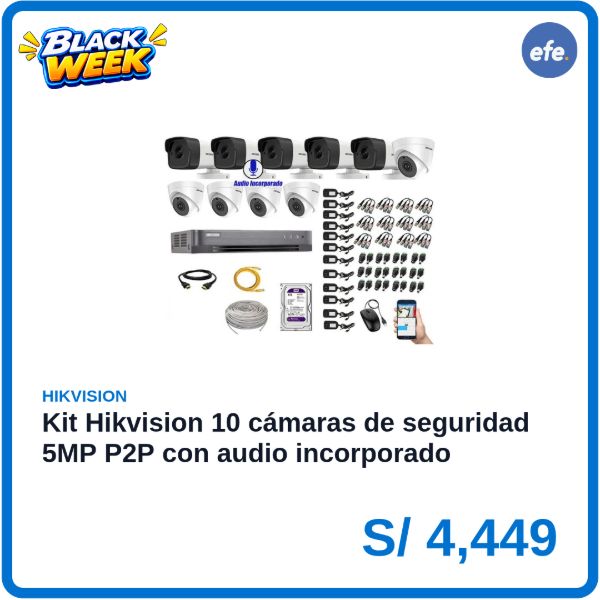 BLACK
WEEK
efe.
Audio incorporado
HIKVISION
Kit Hikvision 10 cámaras de seguridad
5MP P2P con audio incorporado
S/ 4,449